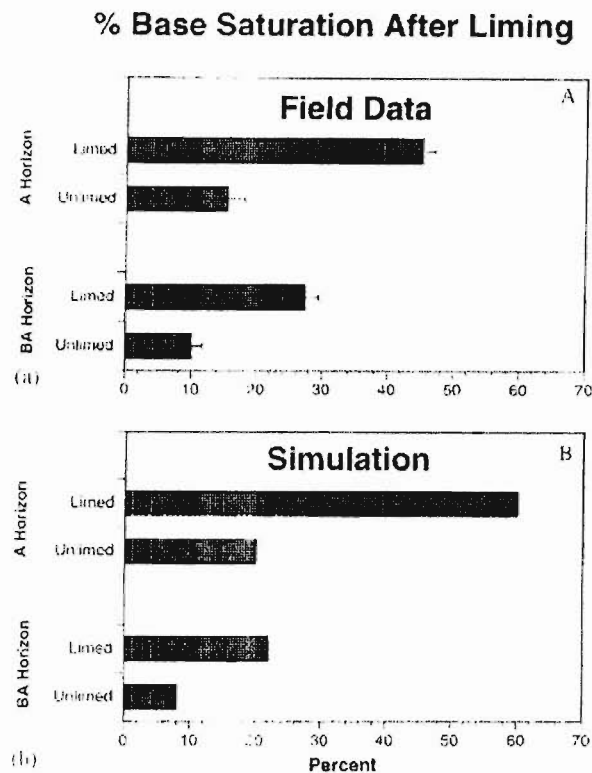 % Base Saturation After Liming
Field Data
A
A Horizon
Limed
Unlimed
BA Horizon
Limed
Unlimed
(a)
0 10 20 30 40 50 60 70
Simulation
B
A Horizon
Limed
Unlimed
BA Horizon
Limed
Unlimed
(b)
0 10 20 30 40 50 60 70
Percent